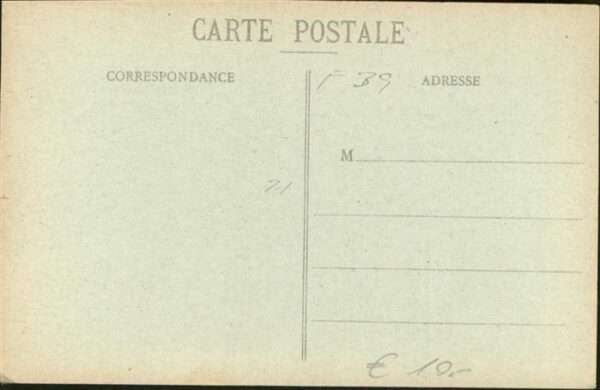 CARTE POSTALE
CORRESPONDANCE
F 39
ADRESSE
M
21
€ 10,-